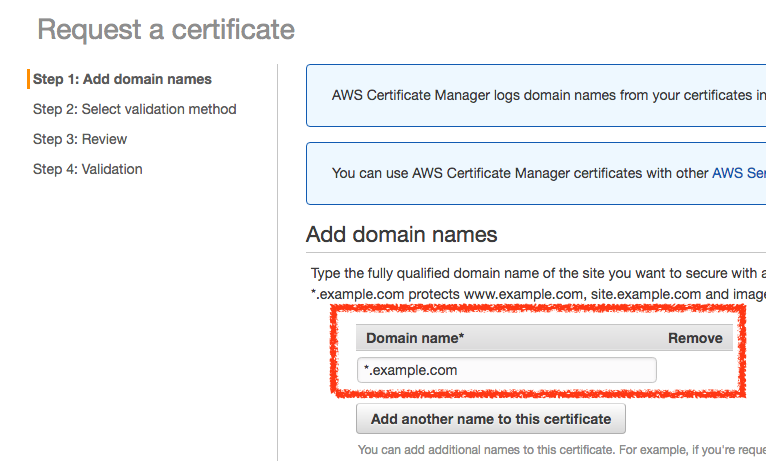 Request a certificate
Step 1: Add domain names
Step 2: Select validation method
Step 3: Review
Step 4: Validation
AWS Certificate Manager logs domain names from your certificates in
You can use AWS Certificate Manager certificates with other AWS Ser
Add domain names
Type the fully qualified domain name of the site you want to secure with a
*.example.com protects www.example.com, site.example.com and image
Domain name* Remove
*.example.com
Add another name to this certificate
You can add additional names to this certificate. For example, if you're reque